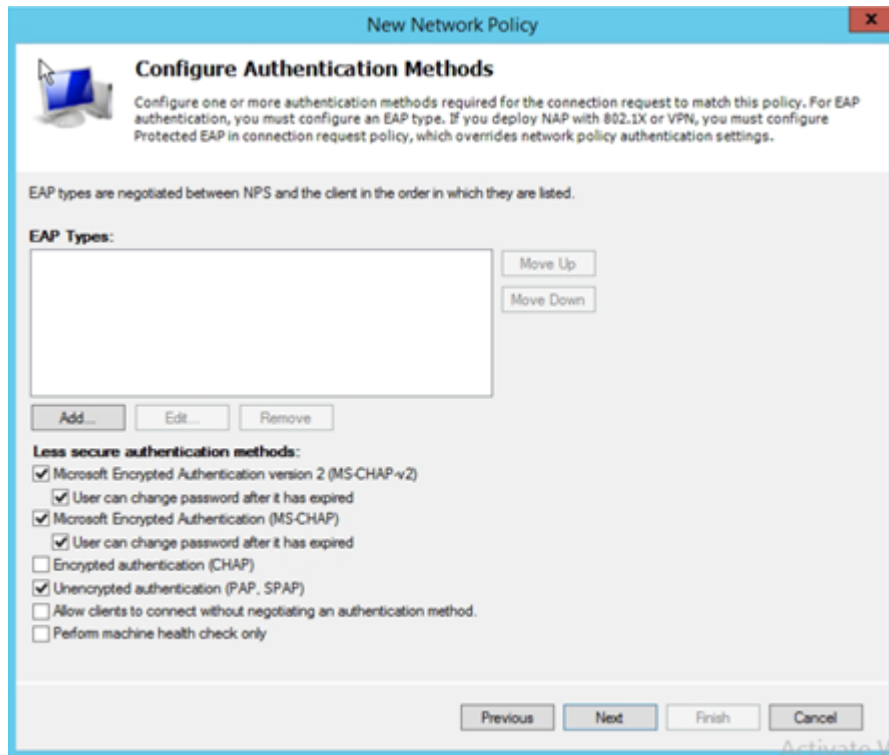 New Network Policy
x
Configure Authentication Methods
Configure one or more authentication methods required for the connection request to match this policy. For EAP
authentication, you must configure an EAP type. If you deploy NAP with 802.1X or VPN, you must configure
Protected EAP in connection request policy, which overrides network policy authentication settings.
EAP types are negotiated between NPS and the client in the order in which they are listed.
EAP Types:
Move Up
Move Down
Add... Edit... Remove
Less secure authentication methods:
Microsoft Encrypted Authentication version 2 (MS-CHAP-v2)
User can change password after it has expired
Microsoft Encrypted Authentication (MS-CHAP)
User can change password after it has expired
Encrypted authentication (CHAP)
Unencrypted authentication (PAP, SPAP)
Allow clients to connect without negotiating an authentication method.
Perform machine health check only
Previous Next Finish Cancel
Activate